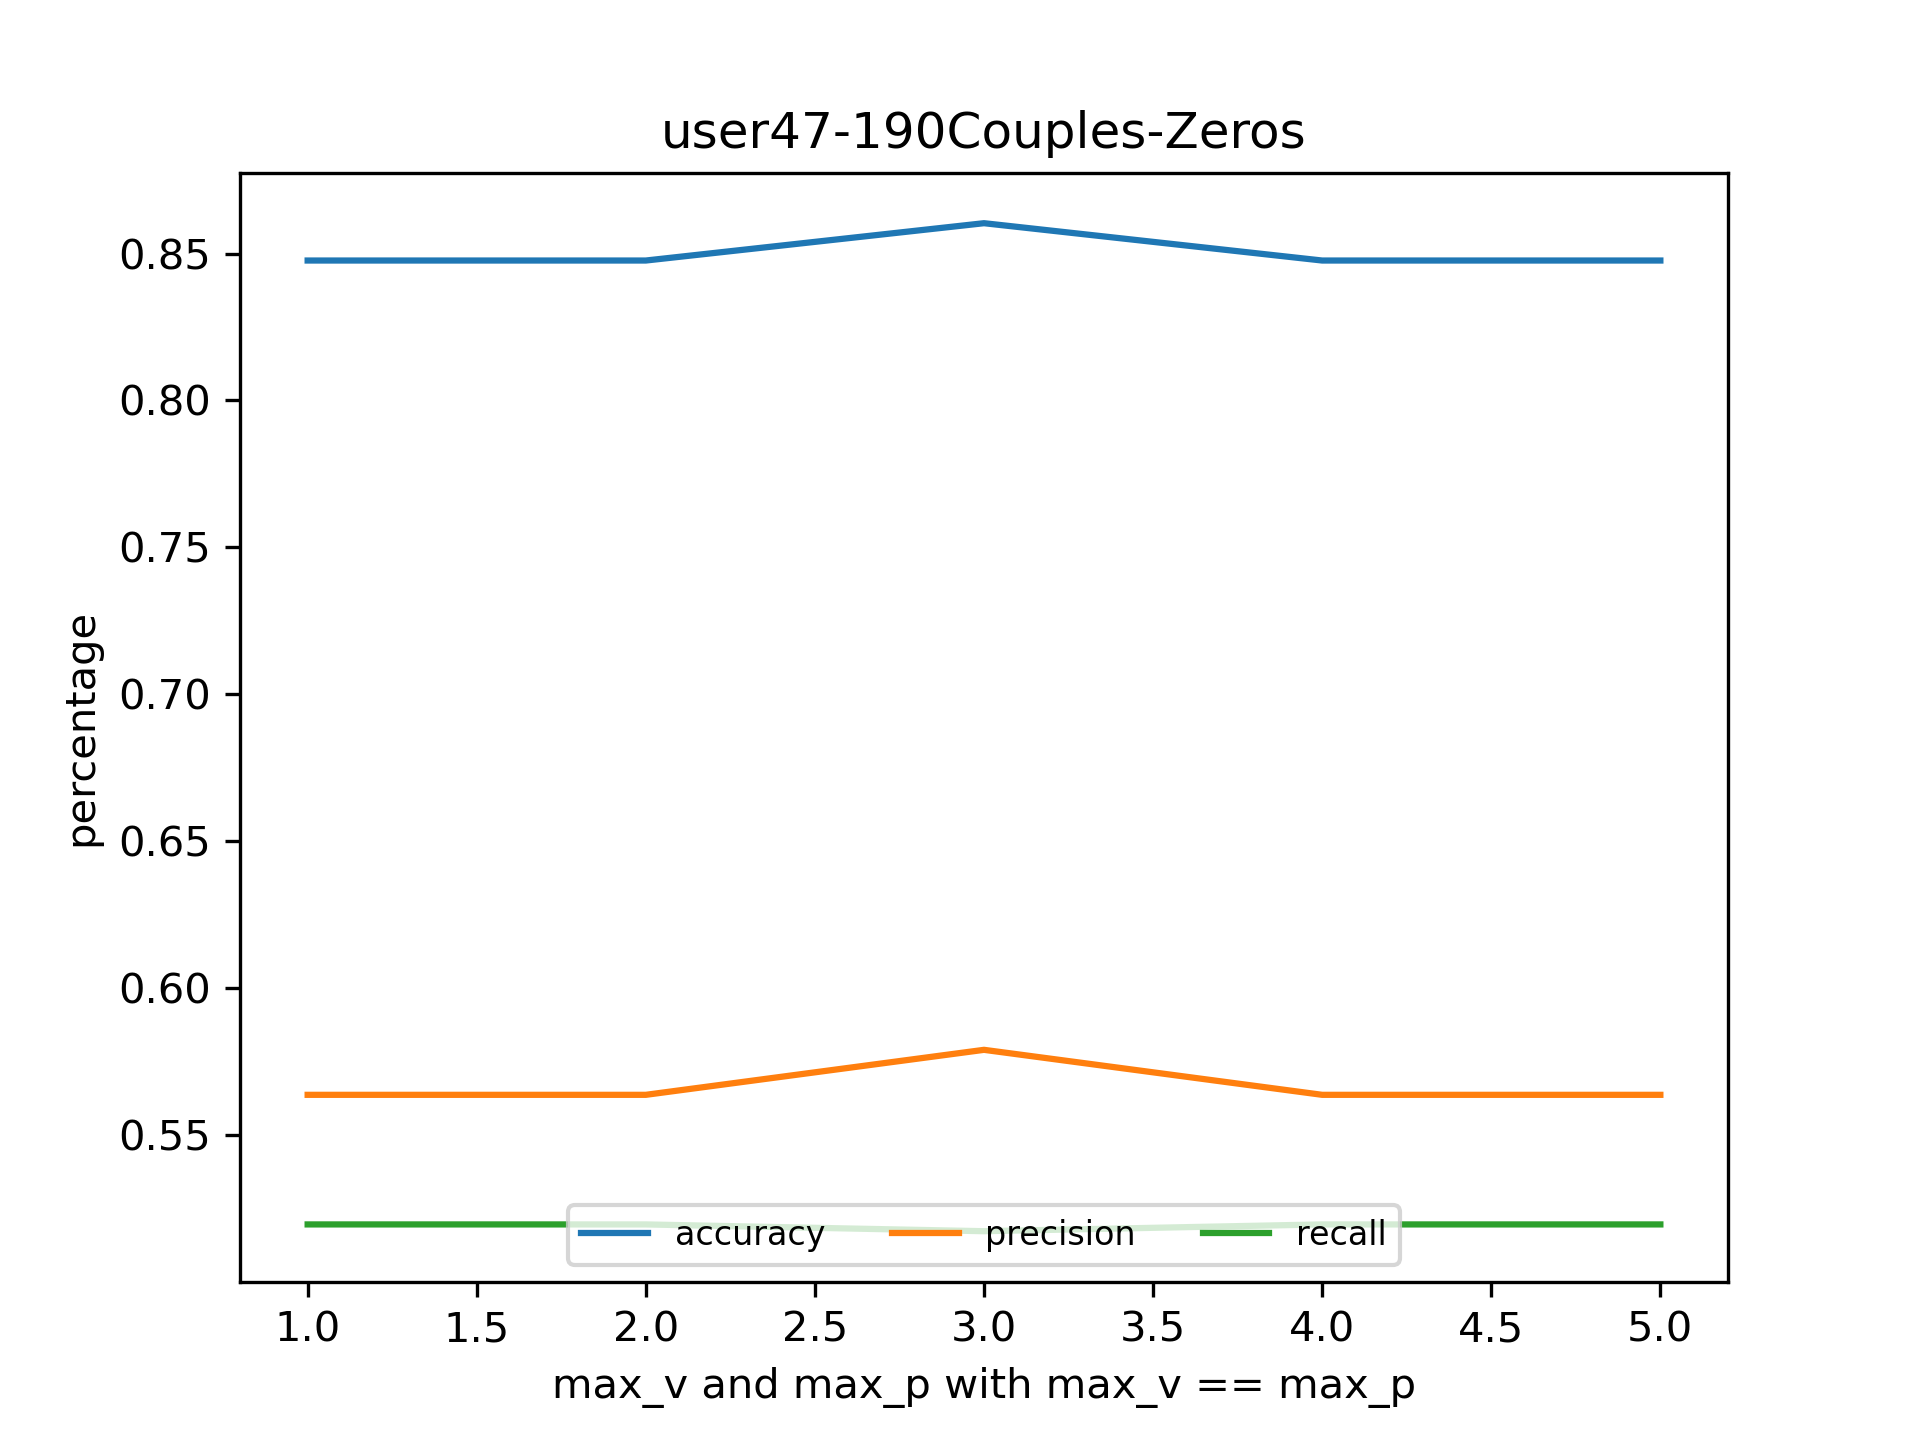 user47-190Couples-Zeros
percentage
0.85
0.80
0.75
0.70
0.65
0.60
0.55
accuracy precision recall
1.0 1.5 2.0 2.5 3.0 3.5 4.0 4.5 5.0
max_v and max_p with max_v == max_p